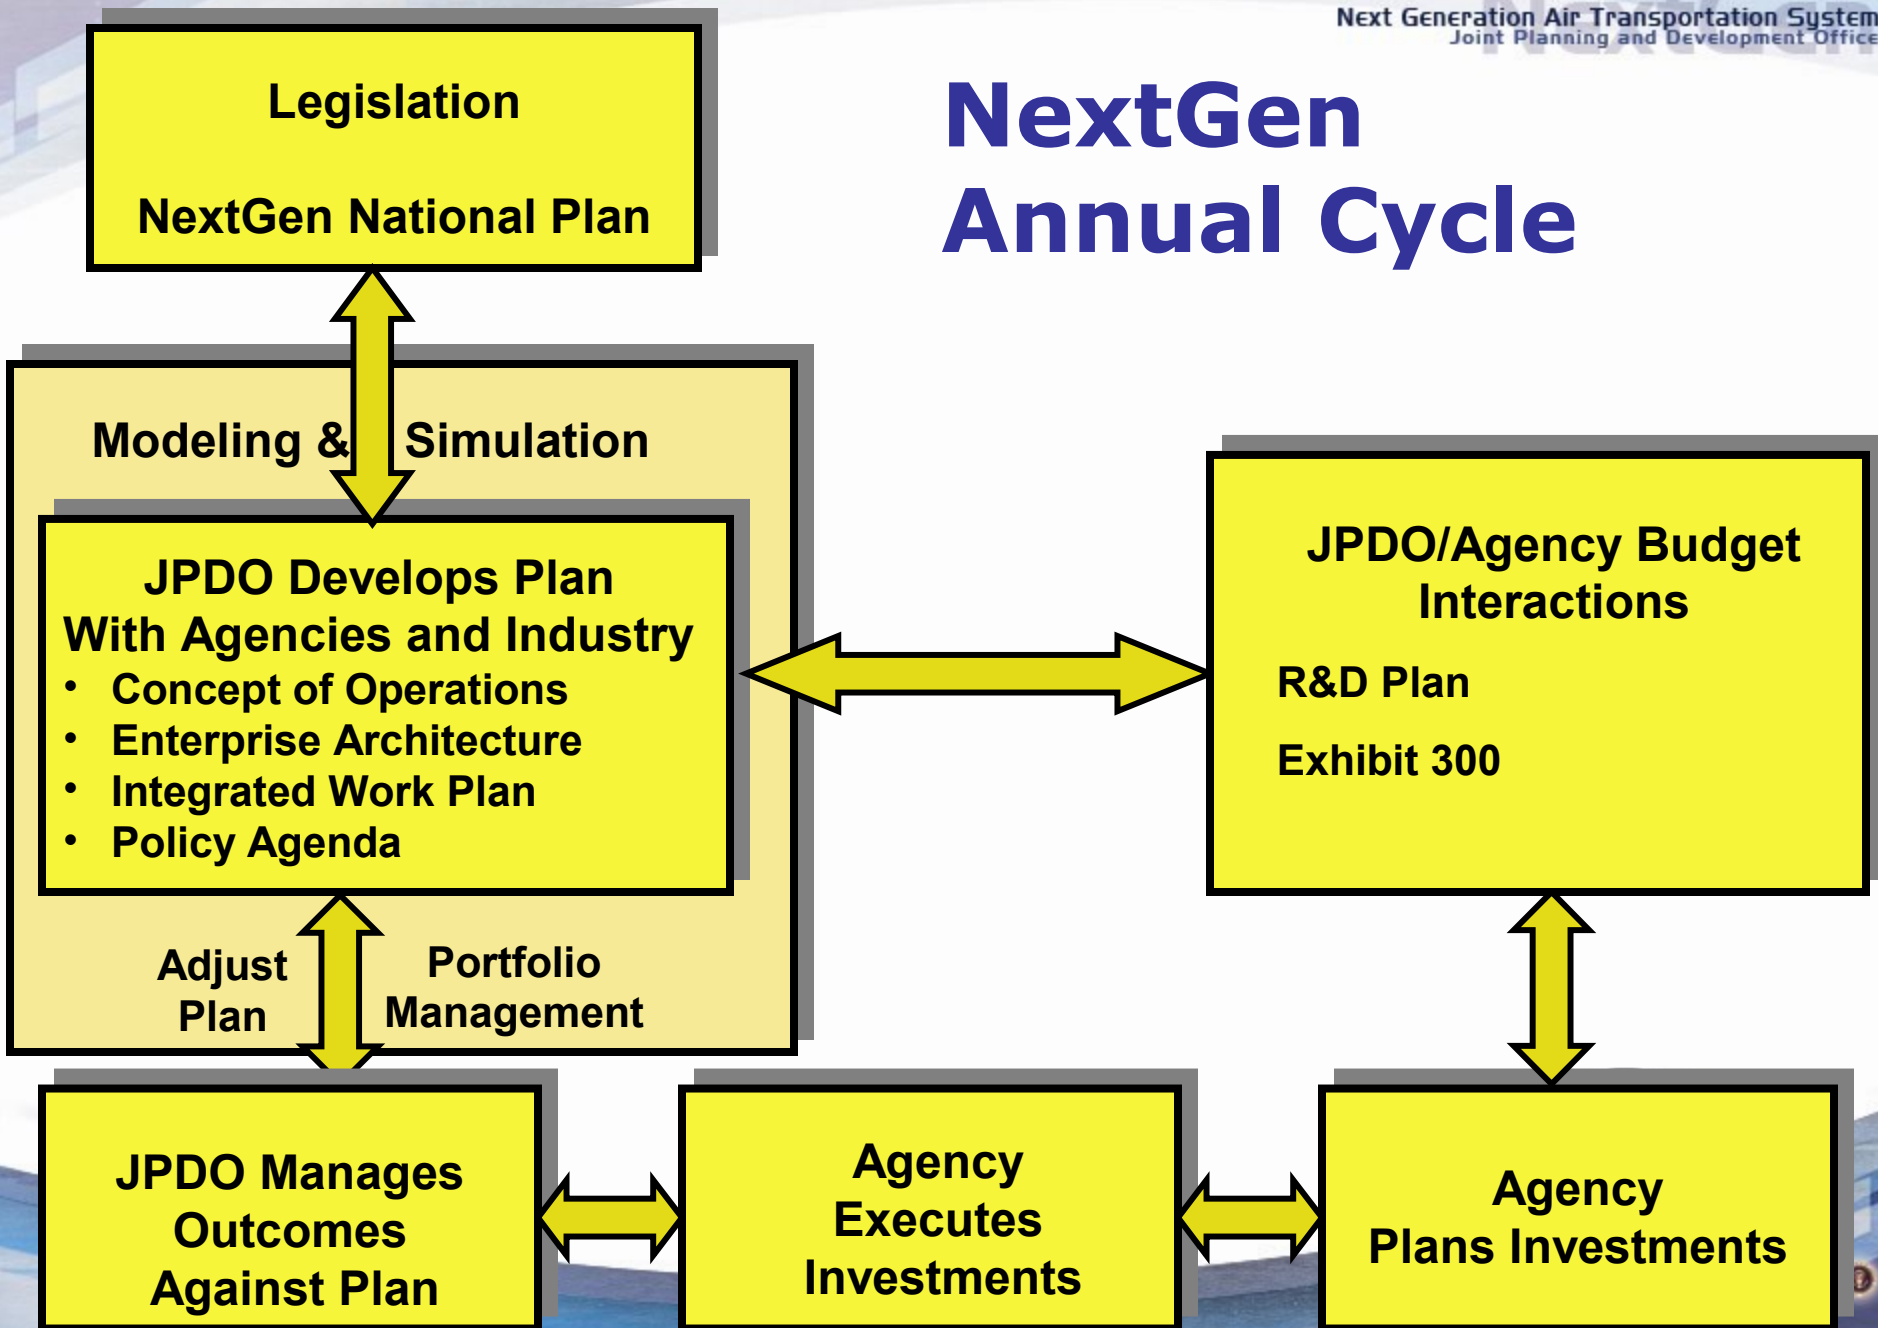 Next Generation Air Transportation System
Joint Planning and Development Office
NextGen
Annual Cycle
Legislation
NextGen National Plan
Modeling & Simulation
JPDO Develops Plan
With Agencies and Industry
• Concept of Operations
• Enterprise Architecture
• Integrated Work Plan
• Policy Agenda
JPDO/Agency Budget
Interactions
R&D Plan
Exhibit 300
Adjust
Plan
Portfolio
Management
JPDO Manages
Outcomes
Against Plan
Agency
Executes
Investments
Agency
Plans Investments